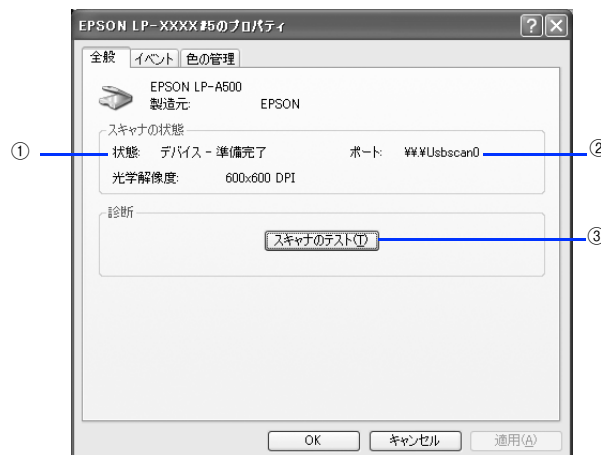 EPSON LP-XXXX#5のプロパティ
全般 イベント 色の管理
EPSON LP-A500
製造元: EPSON
スキャナの状態
① 状態: デバイス - 準備完了 ポート: ¥¥.¥Usbscan0 ②
光学解像度: 600x600 DPI
診断
スキャナのテスト(T) ③
OK キャンセル 適用(A)